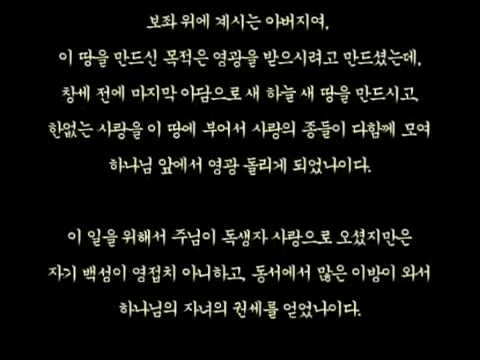 보좌 위에 계시는 아버지여,
이 땅을 만드신 목적은 영광을 받으시려고 만드셨는데,
창세 전에 마지막 아담으로 새 하늘 새 땅을 만드시고,
한없는 사랑을 이 땅에 부어서 사랑의 종들이 다함께 모여
하나님 앞에서 영광 돌리게 되었나이다.
이 일을 위해서 주님이 독생자 사랑으로 오셨지만은
자기 백성이 영접치 아니하고, 동서에서 많은 이방이 와서
하나님의 자녀의 권세를 얻었나이다.